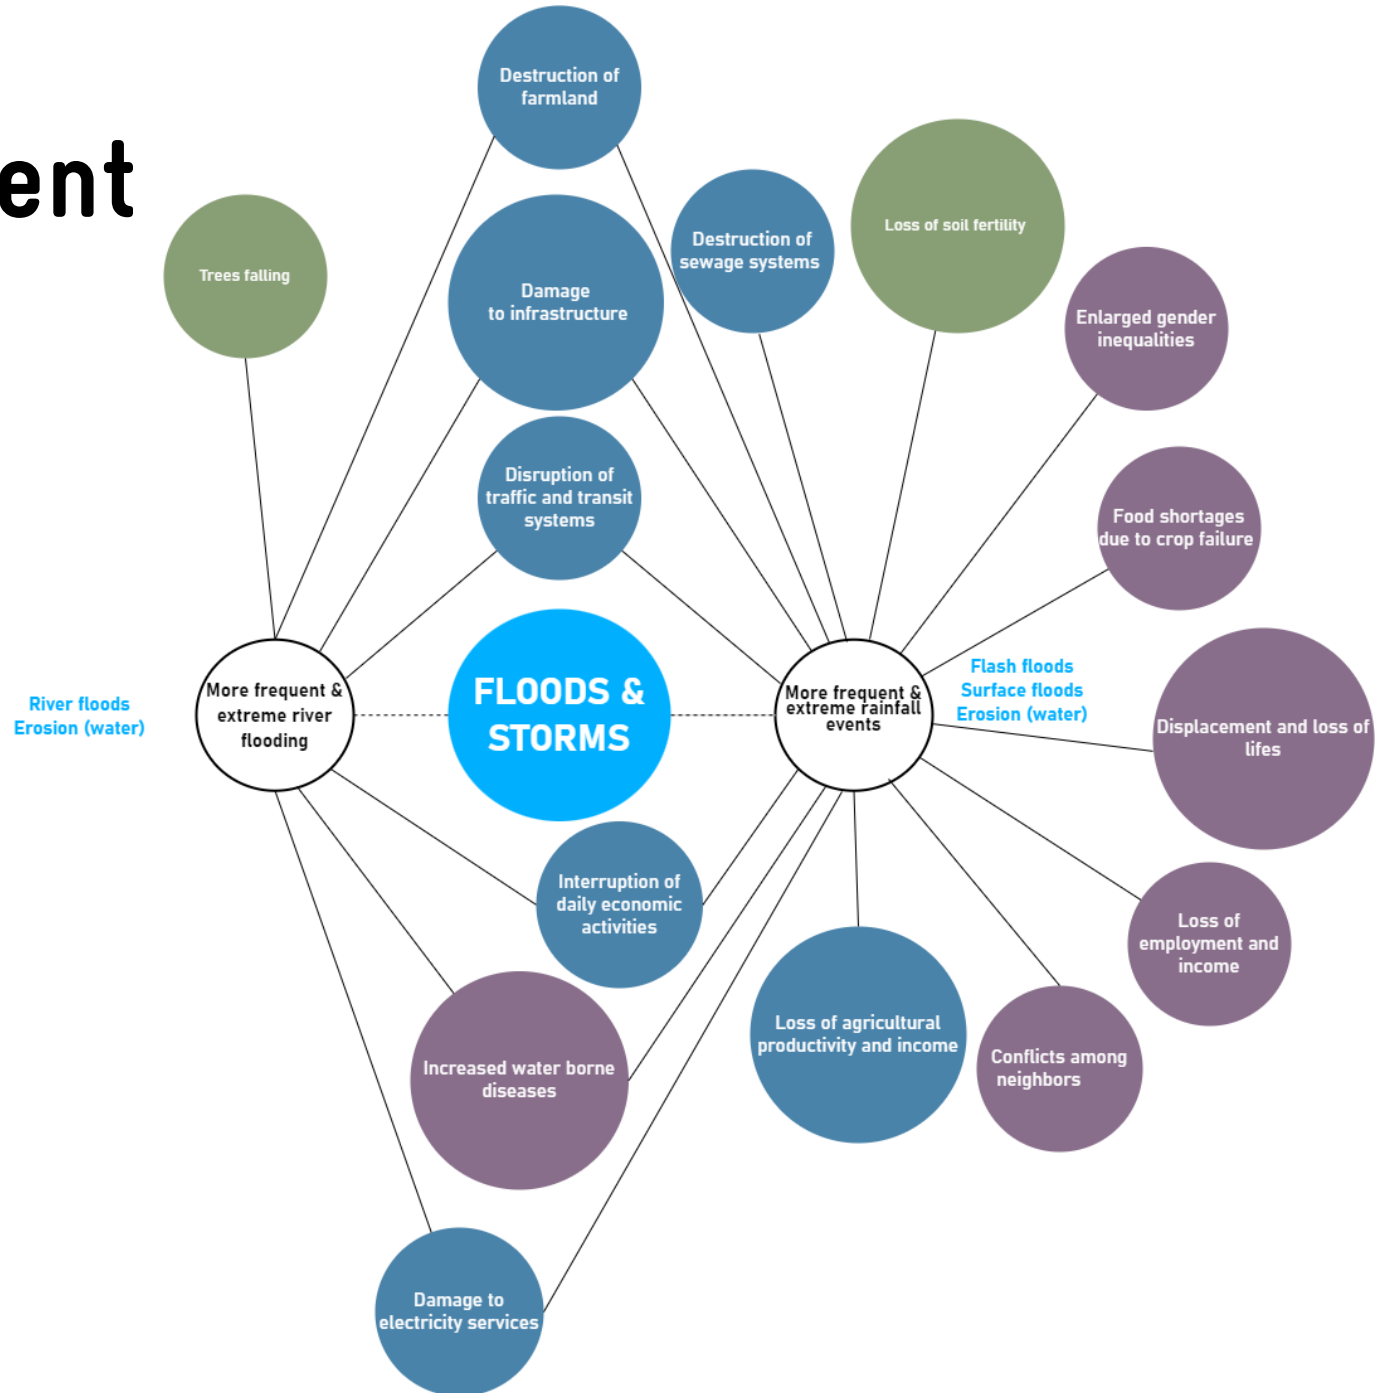 Destruction of
farmland
ent
Trees falling
Damage
to infrastructure
Destruction of
sewage systems
Loss of soil fertility
Enlarged gender
inequalities
Disruption of
traffic and transit
systems
Food shortages
due to crop failure
River floods
Erosion (water)
More frequent &
extreme river
flooding
FLOODS &
STORMS
More frequent &
extreme rainfall
events
Flash floods
Surface floods
Erosion (water)
Displacement and loss of
lifes
Interruption of
daily economic
activities
Loss of
employment and
income
Increased water borne
diseases
Loss of agricultural
productivity and income
Conflicts among
neighbors
Damage to
electricity services